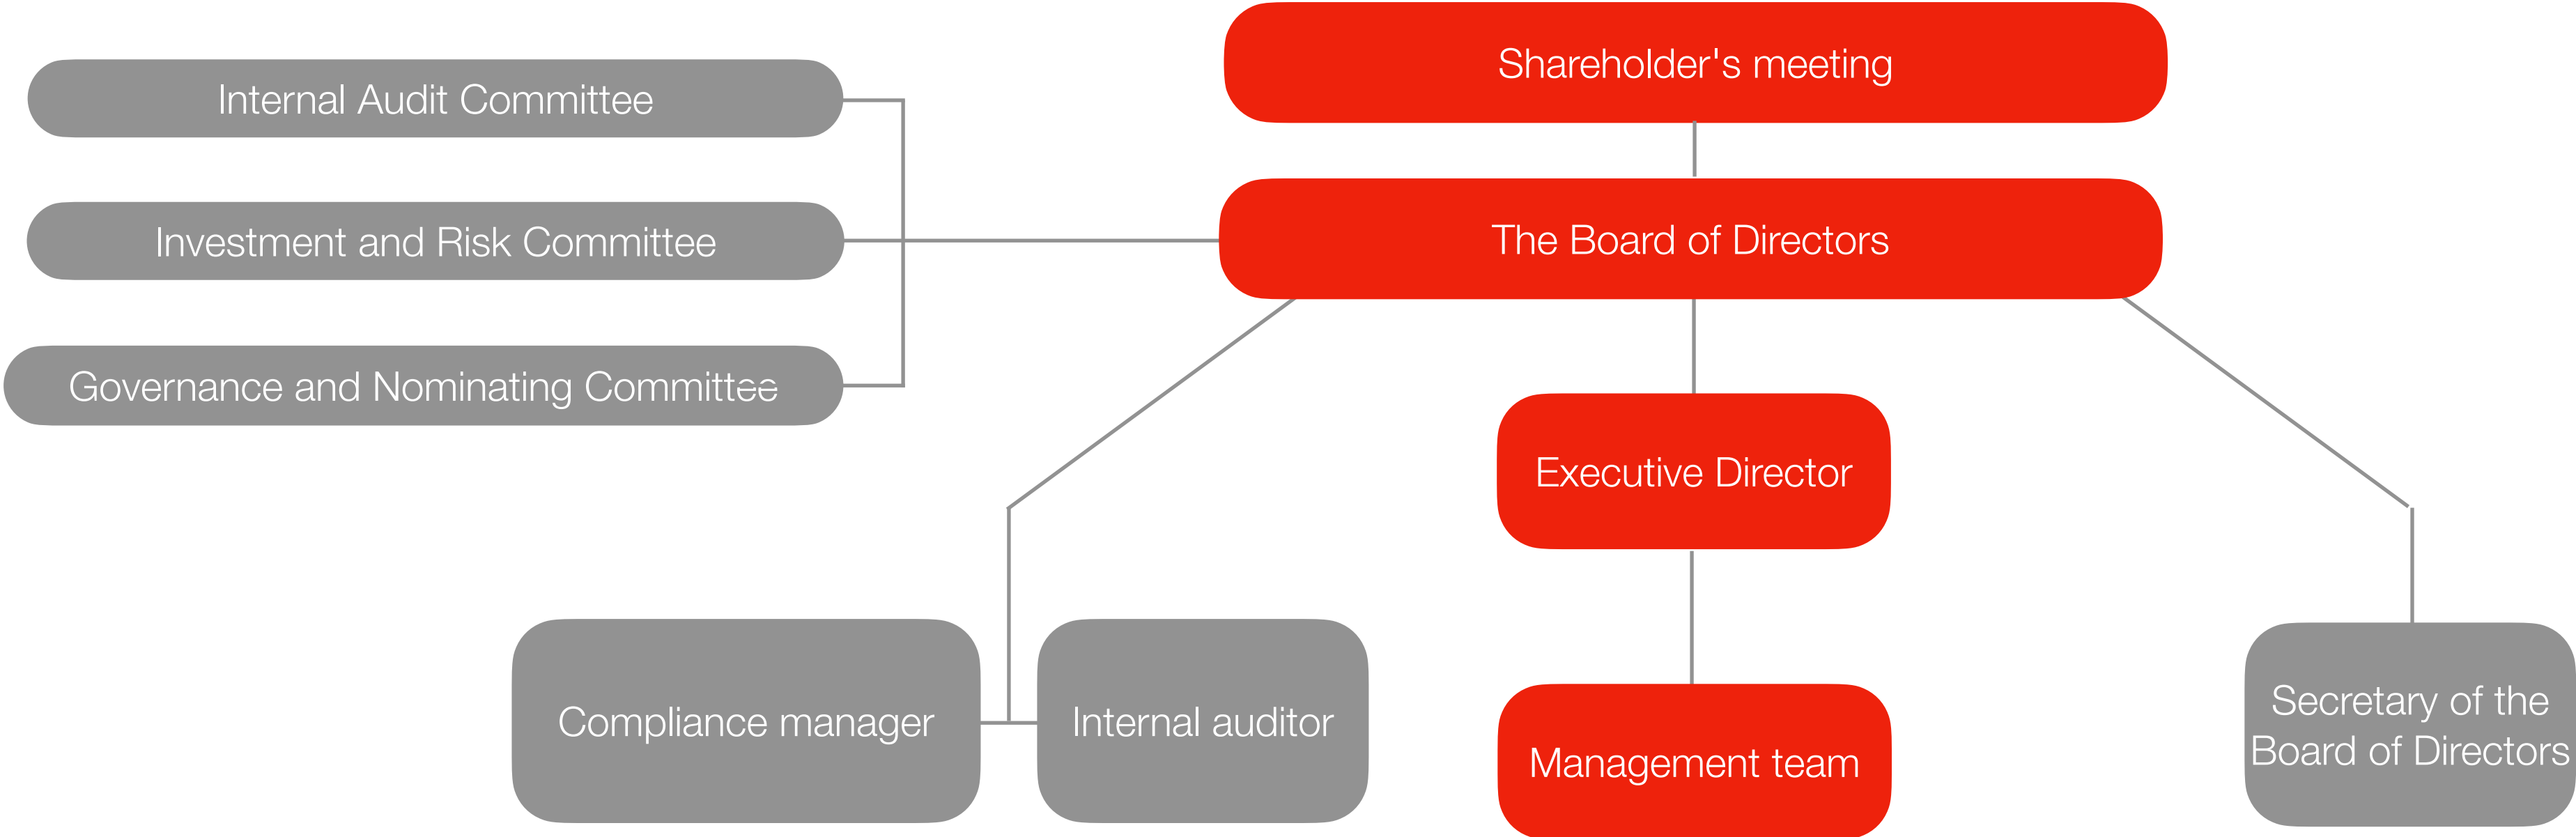 Shareholder's meeting
Internal Audit Committee
The Board of Directors
Investment and Risk Committee
Governance and Nominating Committee
Executive Director
Compliance manager
Internal auditor
Management team
Secretary of the
Board of Directors